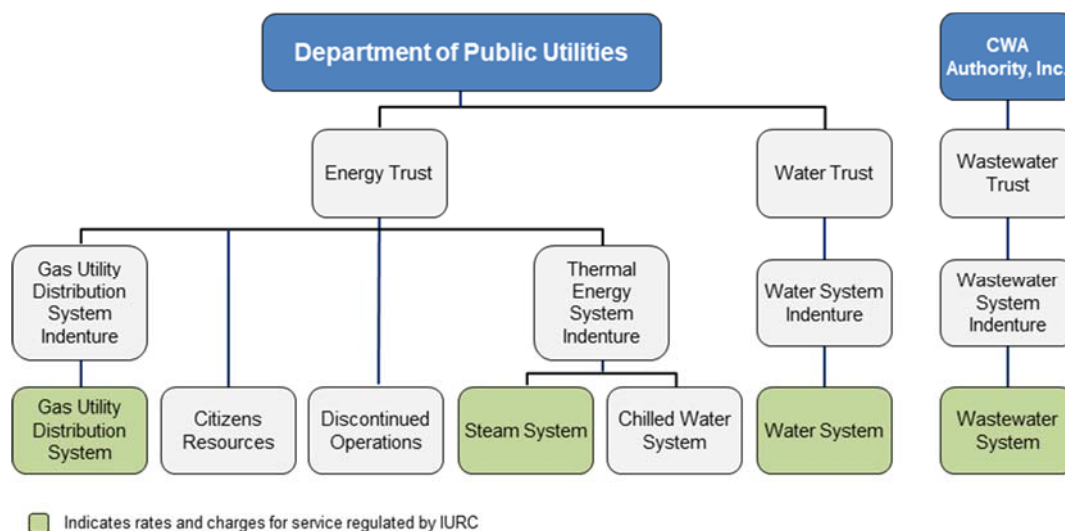 Department of Public Utilities
CWA
Authority, Inc.
Energy Trust
Water Trust
Wastewater
Trust
Gas Utility
Distribution
System
Indenture
Thermal
Energy
System
Indenture
Water System
Indenture
Wastewater
System
Indenture
Gas Utility
Distribution
System
Citizens
Resources
Discontinued
Operations
Steam System
Chilled Water
System
Water System
Wastewater
System
Indicates rates and charges for service regulated by IURC